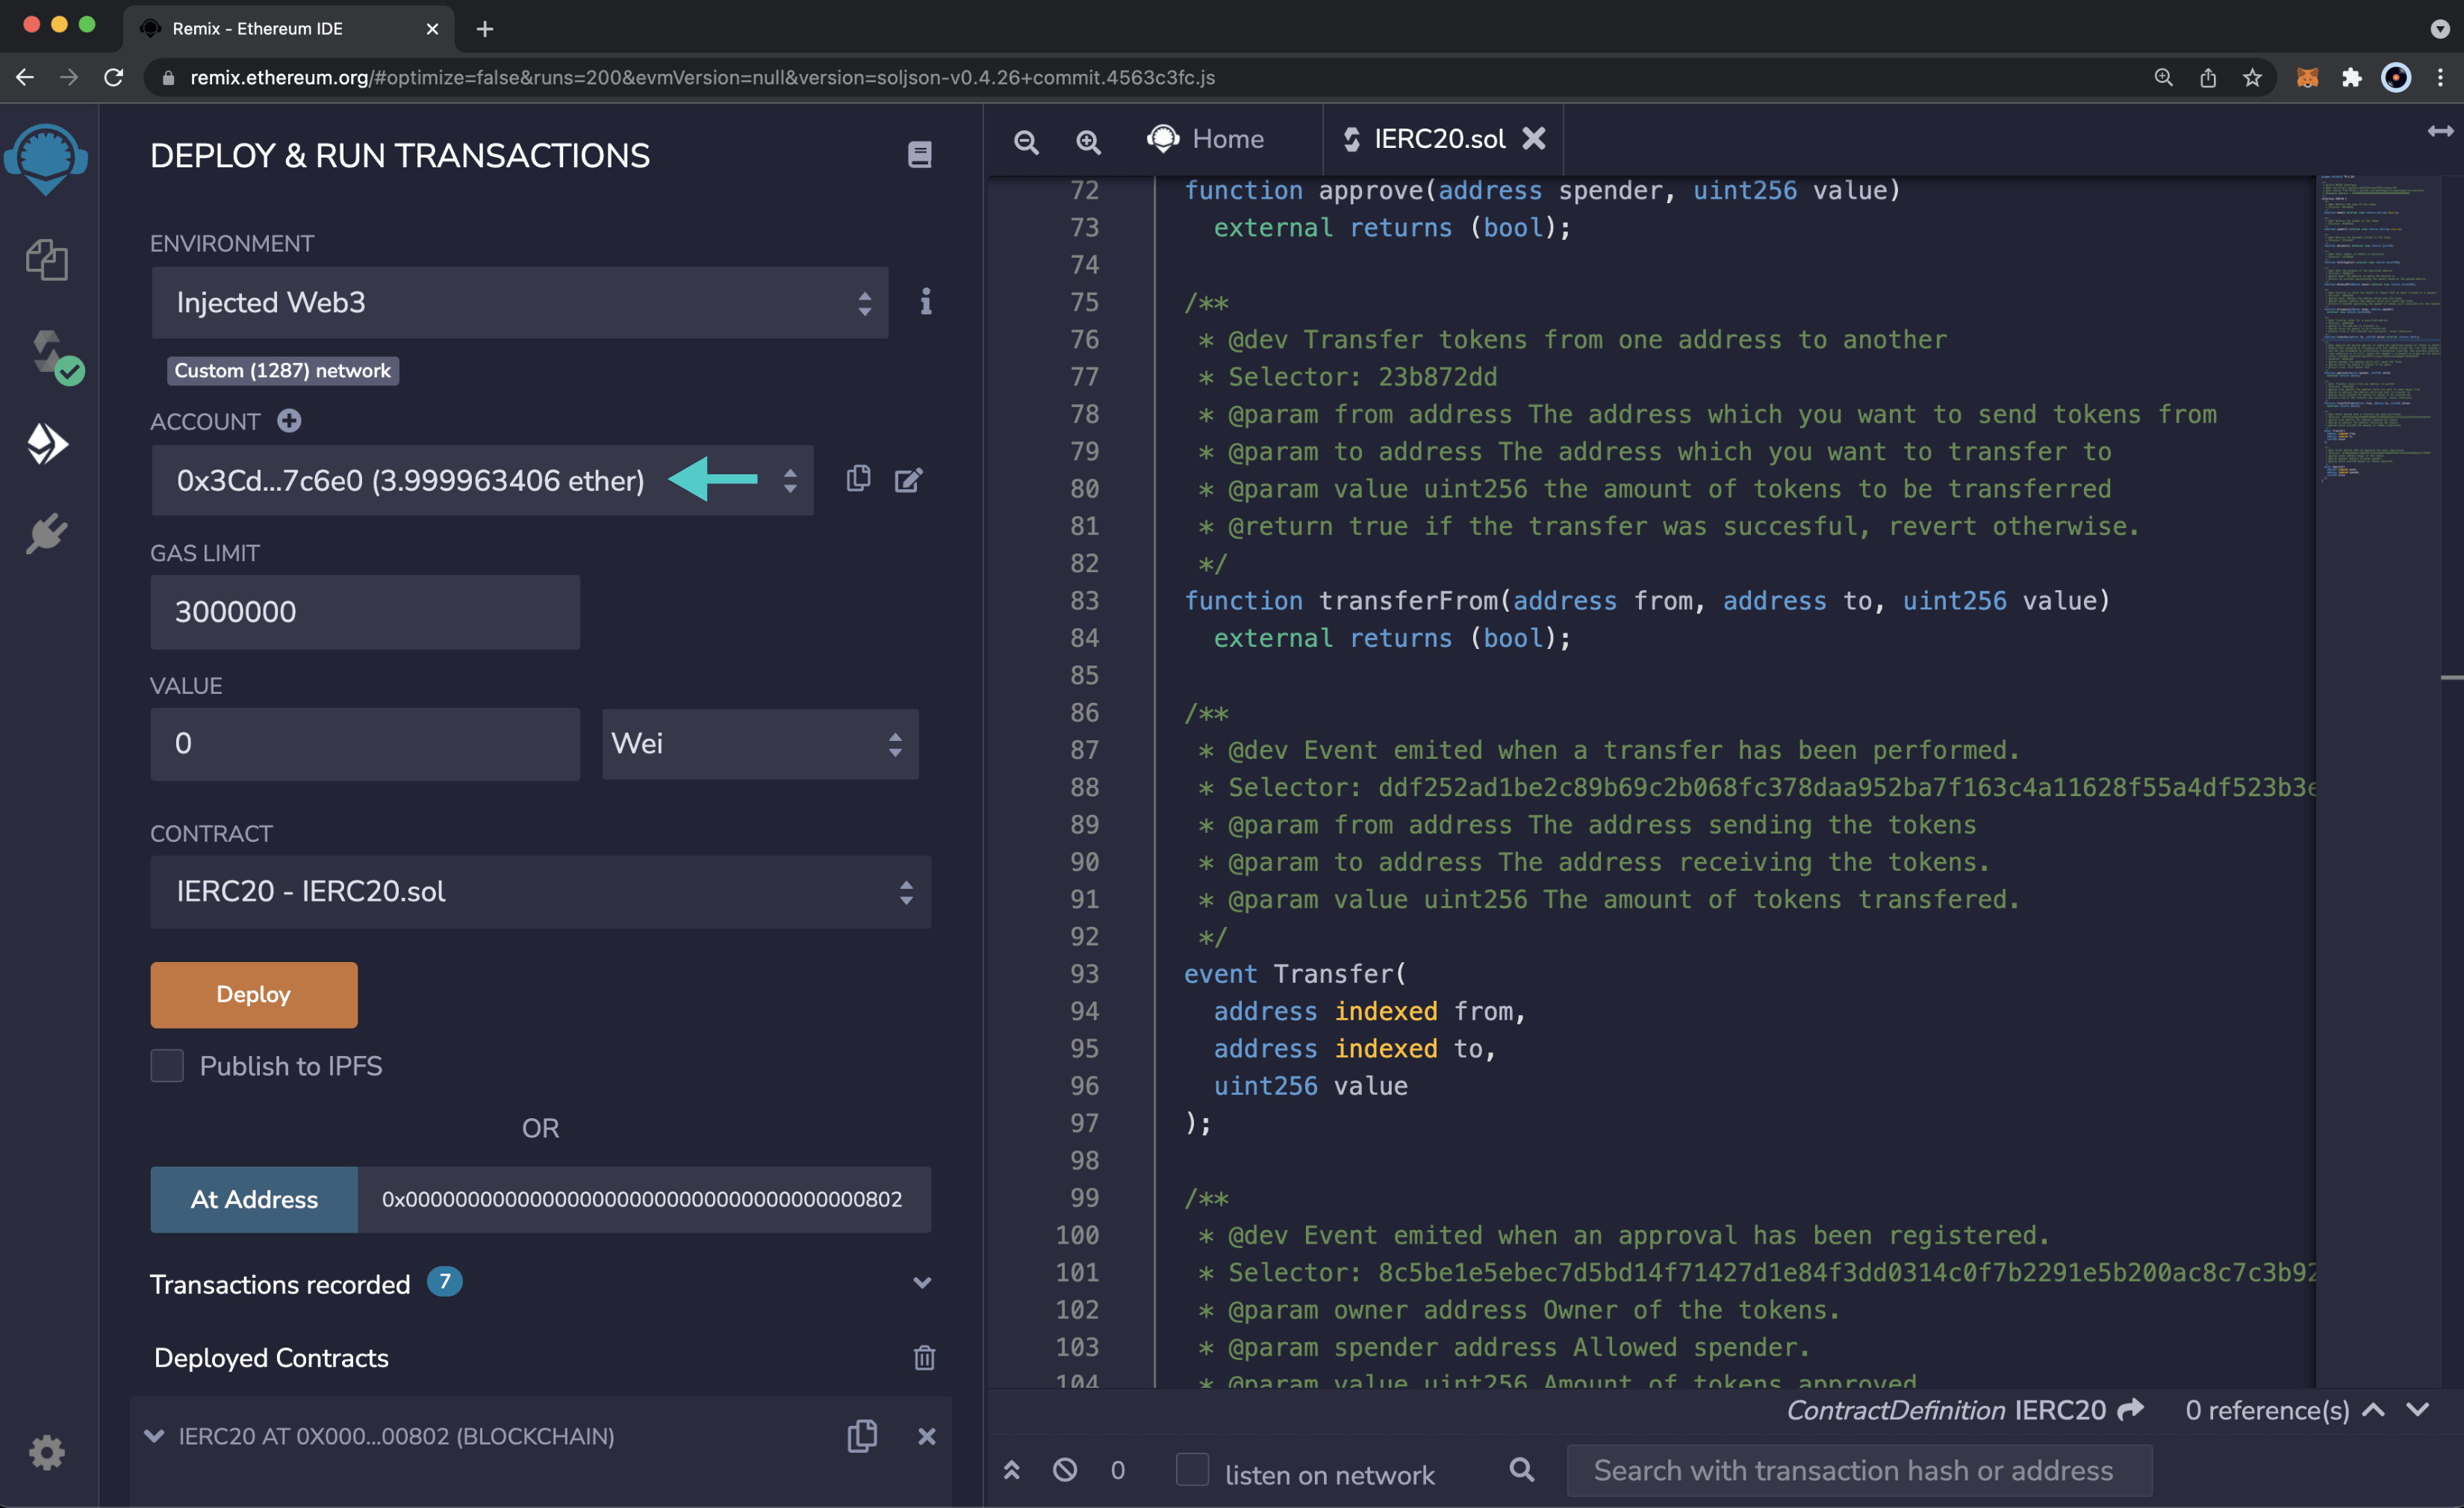 Remix - Ethereum IDE
remix.ethereum.org/#optimize=false&runs=200&evmVersion=null&version=soljson-v0.4.26+commit.4563c3fc.js
DEPLOY & RUN TRANSACTIONS
ENVIRONMENT
Injected Web3
Custom (1287) network
ACCOUNT
0x3Cd...7c6e0 (3.999963406 ether)
GAS LIMIT
3000000
VALUE
0
Wei
CONTRACT
IERC20 - IERC20.sol
Deploy
Publish to IPFS
OR
At Address
0x0000000000000000000000000000000000000802
Transactions recorded 7
Deployed Contracts
IERC20 AT 0X000...00802 (BLOCKCHAIN)
Home
IERC20.sol
72 function approve(address spender, uint256 value)
73 external returns (bool);
74
75 /**
76 * @dev Transfer tokens from one address to another
77 * Selector: 23b872dd
78 * @param from address The address which you want to send tokens from
79 * @param to address The address which you want to transfer to
80 * @param value uint256 the amount of tokens to be transferred
81 * @return true if the transfer was succesful, revert otherwise.
82 */
83 function transferFrom(address from, address to, uint256 value)
84 external returns (bool);
85
86 /**
87 * @dev Event emited when a transfer has been performed.
88 * Selector: ddf252ad1be2c89b69c2b068fc378daa952ba7f163c4a11628f55a4df523b3e
89 * @param from address The address sending the tokens
90 * @param to address The address receiving the tokens.
91 * @param value uint256 The amount of tokens transfered.
92 */
93 event Transfer(
94 address indexed from,
95 address indexed to,
96 uint256 value
97 );
98
99 /**
100 * @dev Event emited when an approval has been registered.
101 * Selector: 8c5be1e5ebec7d5bd14f71427d1e84f3dd0314c0f7b2291e5b200ac8c7c3b92
102 * @param owner address Owner of the tokens.
103 * @param spender address Allowed spender.
104 * @param value uint256 Amount of tokens approved
ContractDefinition IERC20 0 reference(s)
0
listen on network
Search with transaction hash or address